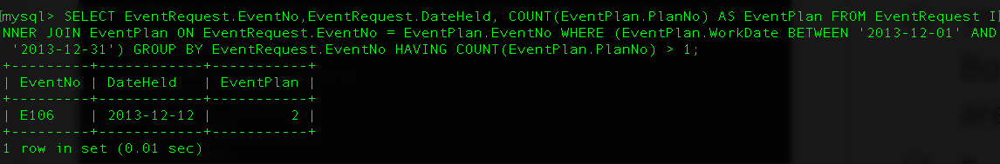 [mysql> SELECT EventRequest.EventNo,EventRequest.DateHeld, COUNT(EventPlan.PlanNo) AS EventPlan FROM EventRequest I]
NNER JOIN EventPlan ON EventRequest.EventNo = EventPlan.EventNo WHERE (EventPlan.WorkDate BETWEEN '2013-12-01' AND
 '2013-12-31') GROUP BY EventRequest.EventNo HAVING COUNT(EventPlan.PlanNo) > 1;
+---------+------------+-----------+
| EventNo | DateHeld   | EventPlan |
+---------+------------+-----------+
| E106    | 2013-12-12 |         2 |
+---------+------------+-----------+
1 row in set (0.01 sec)